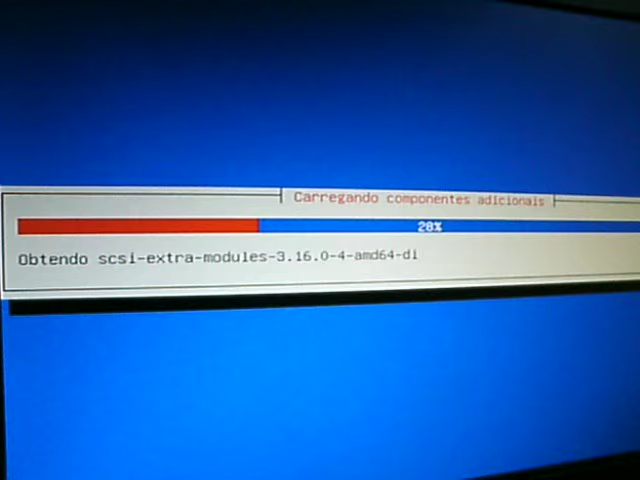 Carregando componentes adicionais
28%
Obtendo scsi-extra-modules-3.16.0-4-amd64-di